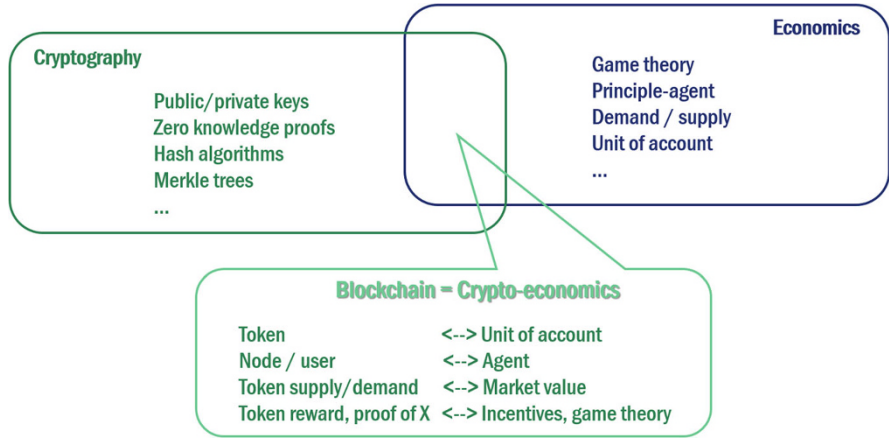 Cryptography
Public/private keys
Zero knowledge proofs
Hash algorithms
Merkle trees
...
Economics
Game theory
Principle-agent
Demand / supply
Unit of account
...
Blockchain = Crypto-economics
Token <--> Unit of account
Node / user <--> Agent
Token supply/demand <--> Market value
Token reward, proof of X <--> Incentives, game theory